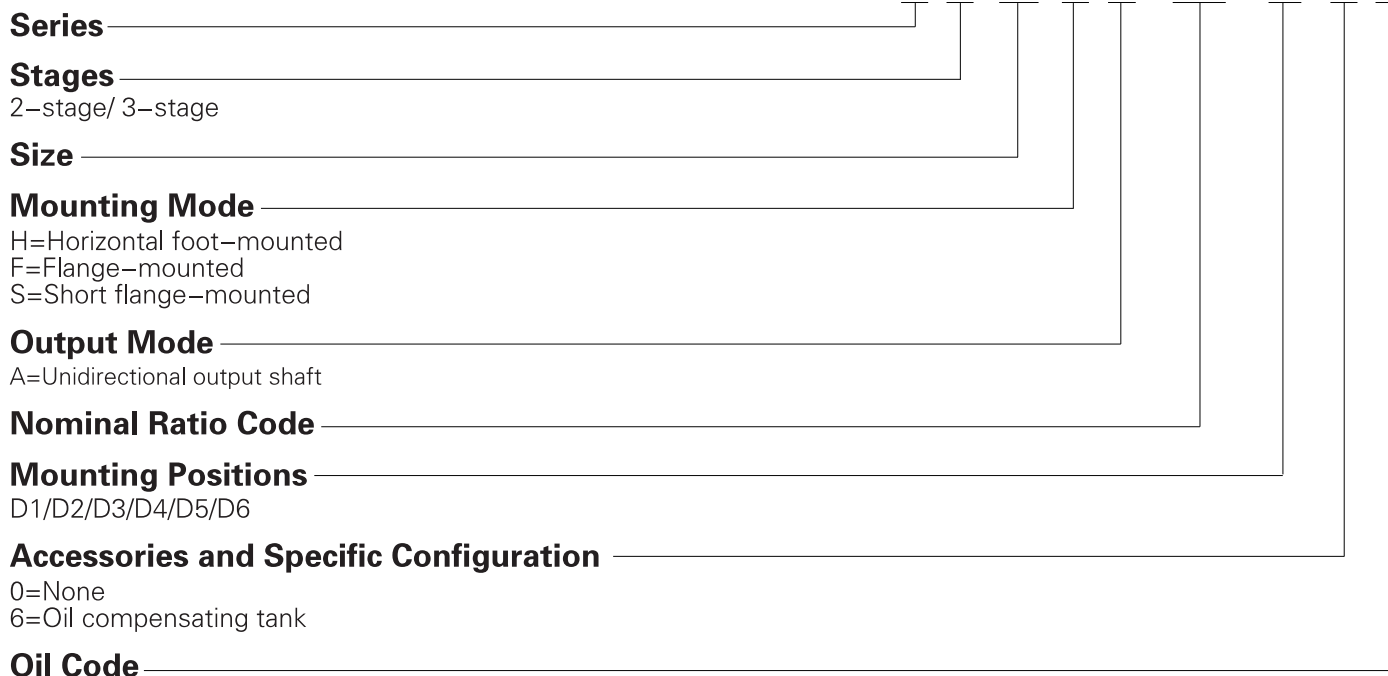 Series
Stages
2–stage/ 3–stage
Size
Mounting Mode
H=Horizontal foot–mounted
F=Flange–mounted
S=Short flange–mounted
Output Mode
A=Unidirectional output shaft
Nominal Ratio Code
Mounting Positions
D1/D2/D3/D4/D5/D6
Accessories and Specific Configuration
0=None
6=Oil compensating tank
Oil Code